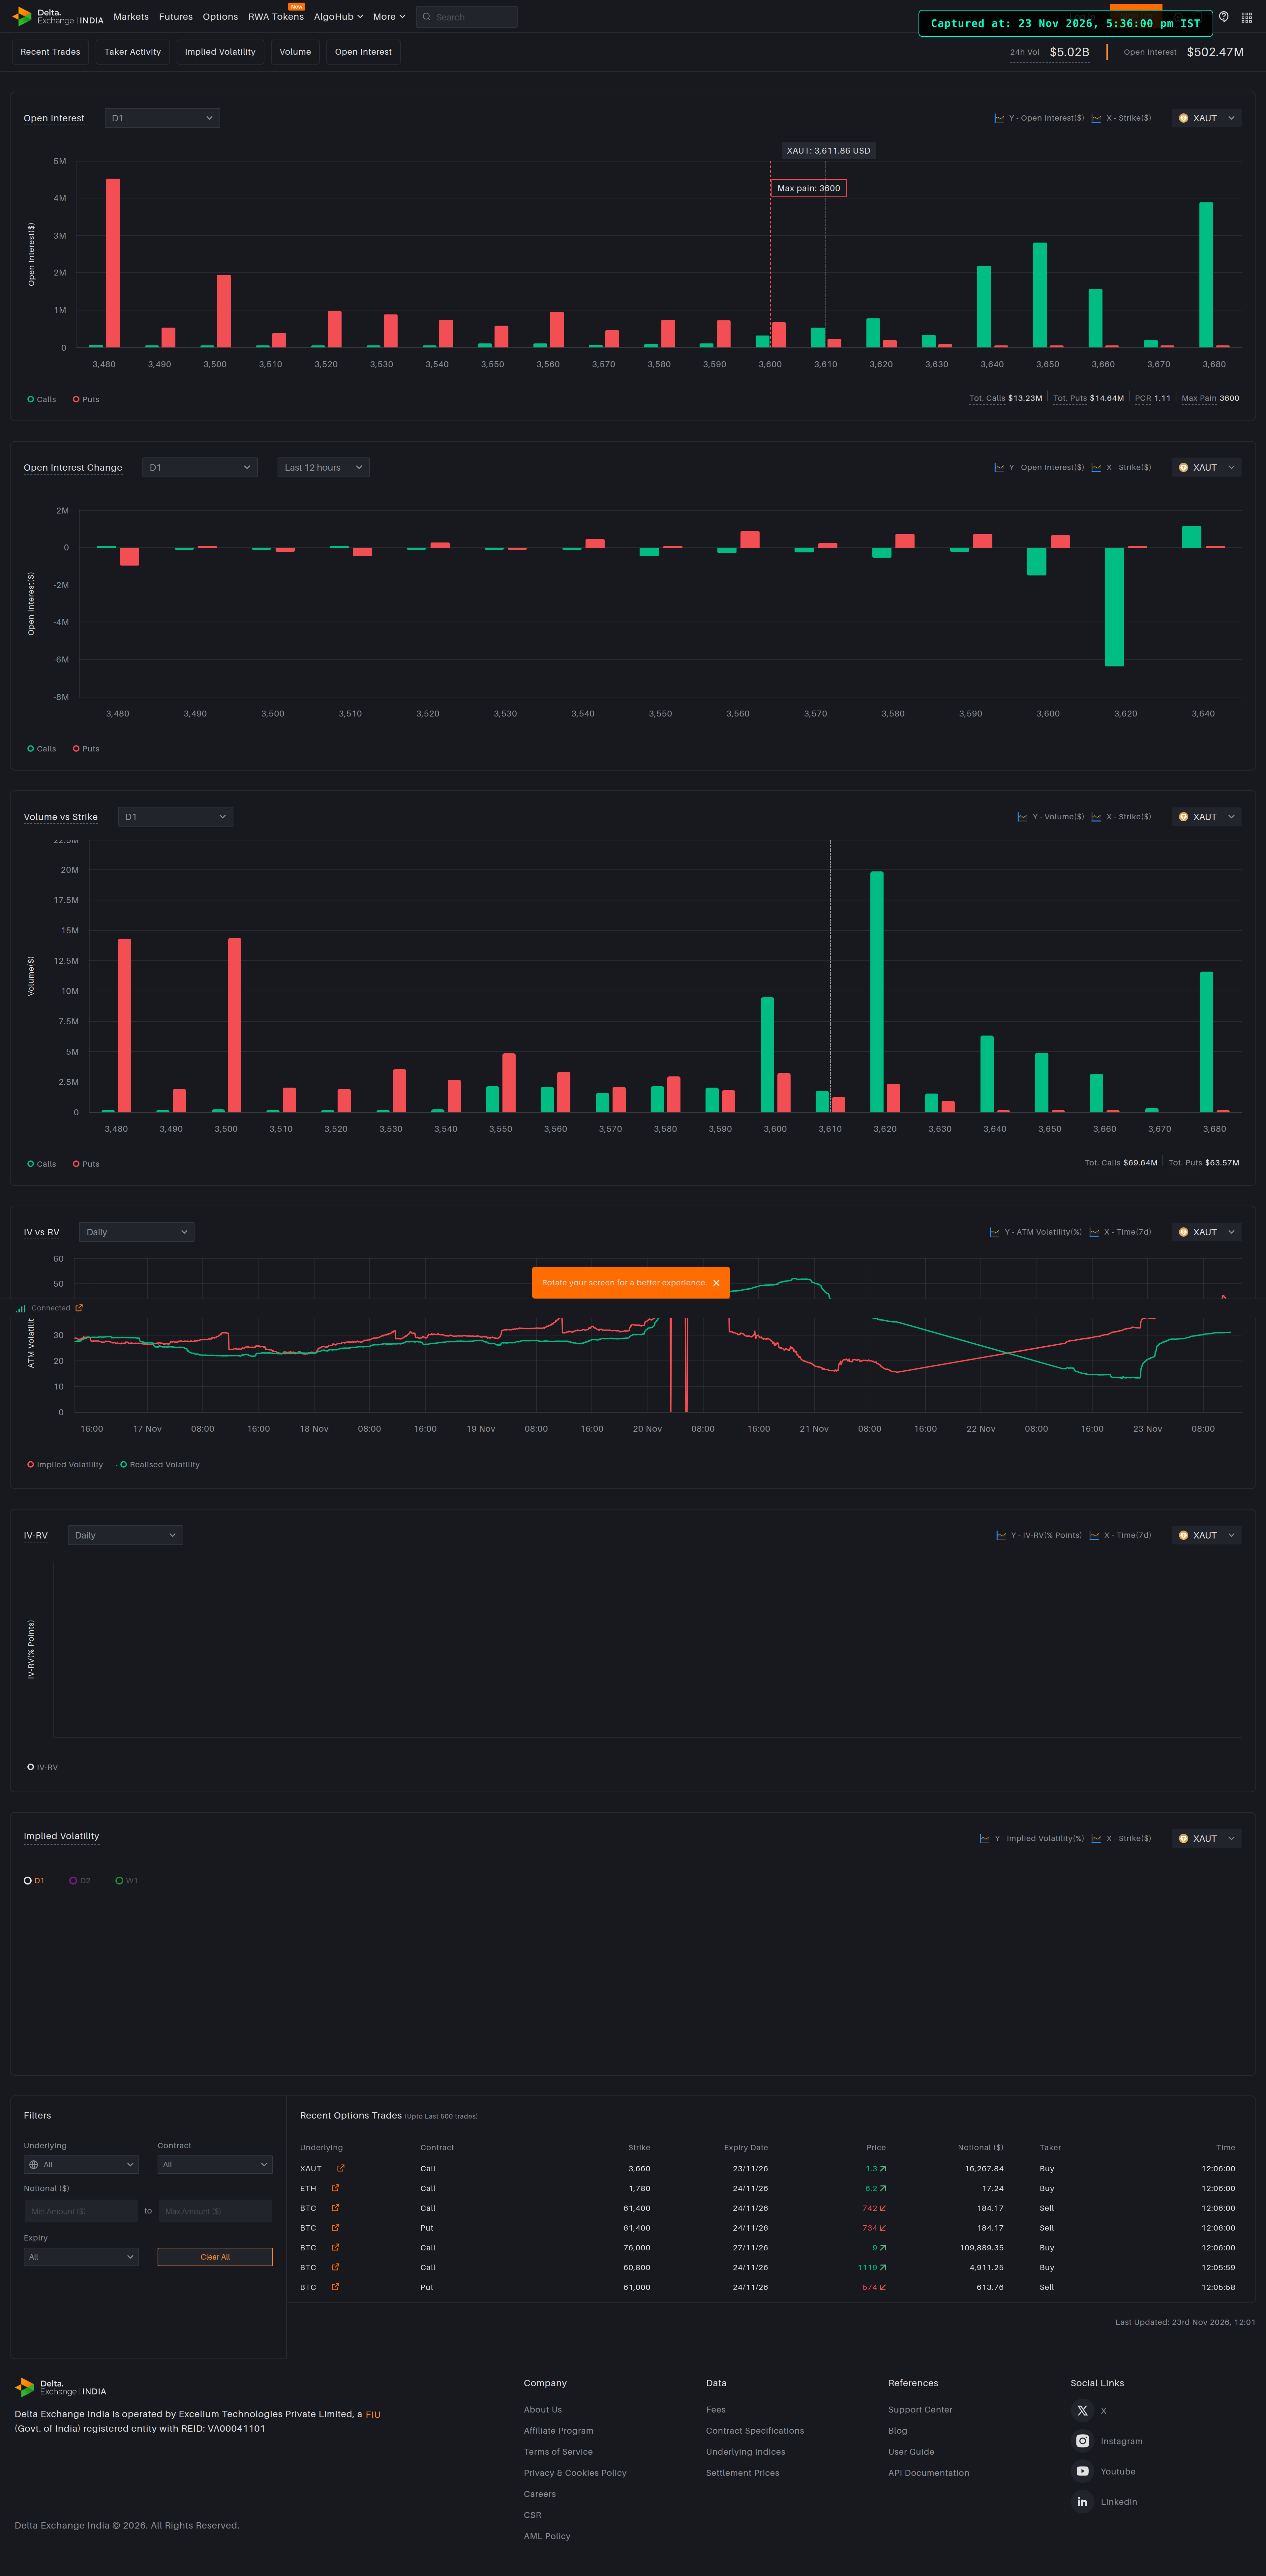 Delta.
Exchange | INDIA
Markets
Futures
Options
RWA Tokens
New
AlgoHub
More
Search
Captured at: 23 Nov 2026, 5:36:00 pm IST
Recent Trades
Taker Activity
Implied Volatility
Volume
Open Interest
24h Vol $5.02B
Open Interest $502.47M
Open Interest
D1
Y - Open Interest($)
X - Strike($)
XAUT
XAUT: 3,611.86 USD
Max pain: 3600
Open Interest($)
5M
4M
3M
2M
1M
0
3,480 3,490 3,500 3,510 3,520 3,530 3,540 3,550 3,560 3,570 3,580 3,590 3,600 3,610 3,620 3,630 3,640 3,650 3,660 3,670 3,680
Calls Puts
Tot. Calls $13.23M Tot. Puts $14.64M PCR 1.11 Max Pain 3600
Open Interest Change
D1
Last 12 hours
Y - Open Interest($)
X - Strike($)
XAUT
Open Interest($)
2M
0
-2M
-4M
-6M
-8M
3,480 3,490 3,500 3,510 3,520 3,530 3,540 3,550 3,560 3,570 3,580 3,590 3,600 3,620 3,640
Calls Puts
Volume vs Strike
D1
Y - Volume($)
X - Strike($)
XAUT
Volume($)
22.5M
20M
17.5M
15M
12.5M
10M
7.5M
5M
2.5M
0
3,480 3,490 3,500 3,510 3,520 3,530 3,540 3,550 3,560 3,570 3,580 3,590 3,600 3,610 3,620 3,630 3,640 3,650 3,660 3,670 3,680
Calls Puts
Tot. Calls $69.64M Tot. Puts $63.57M
IV vs RV
Daily
Y - ATM Volatility(%)
X - Time(7d)
XAUT
60
50
Rotate your screen for a better experience.
Connected
ATM Volatilit
30
20
10
0
16:00 17 Nov 08:00 16:00 18 Nov 08:00 16:00 19 Nov 08:00 16:00 20 Nov 08:00 16:00 21 Nov 08:00 16:00 22 Nov 08:00 16:00 23 Nov 08:00
Implied Volatility Realised Volatility
IV-RV
Daily
Y - IV-RV(% Points)
X - Time(7d)
XAUT
IV-RV(% Points)
IV-RV
Implied Volatility
Y - Implied Volatility(%)
X - Strike($)
XAUT
D1 D2 W1
Filters
Underlying
Contract
All
All
Notional ($)
Min Amount ($) to Max Amount ($)
Expiry
All
Clear All
Recent Options Trades (Upto Last 500 trades)
Underlying Contract Strike Expiry Date Price Notional ($) Taker Time
XAUT Call 3,660 23/11/26 1.3 16,267.84 Buy 12:06:00
ETH Call 1,780 24/11/26 6.2 17.24 Buy 12:06:00
BTC Call 61,400 24/11/26 742 184.17 Sell 12:06:00
BTC Put 61,400 24/11/26 734 184.17 Sell 12:06:00
BTC Call 76,000 27/11/26 9 109,889.35 Buy 12:06:00
BTC Call 60,800 24/11/26 1119 4,911.25 Buy 12:05:59
BTC Put 61,000 24/11/26 574 613.76 Sell 12:05:58
Last Updated: 23rd Nov 2026, 12:01
Delta.
Exchange | INDIA
Delta Exchange India is operated by Excelium Technologies Private Limited, a FIU
(Govt. of India) registered entity with REID: VA00041101
Delta Exchange India © 2026. All Rights Reserved.
Company
About Us
Affiliate Program
Terms of Service
Privacy & Cookies Policy
Careers
CSR
AML Policy
Data
Fees
Contract Specifications
Underlying Indices
Settlement Prices
References
Support Center
Blog
User Guide
API Documentation
Social Links
X
Instagram
Youtube
Linkedin